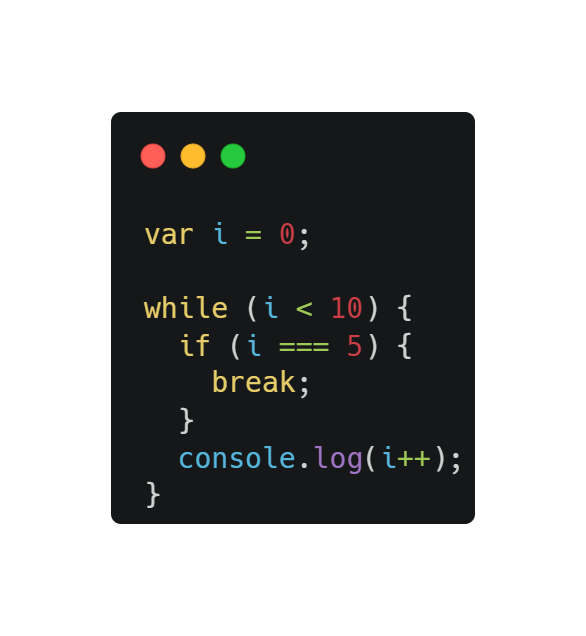 var i = 0;

while (i < 10) {
  if (i === 5) {
    break;
  }
  console.log(i++);
}